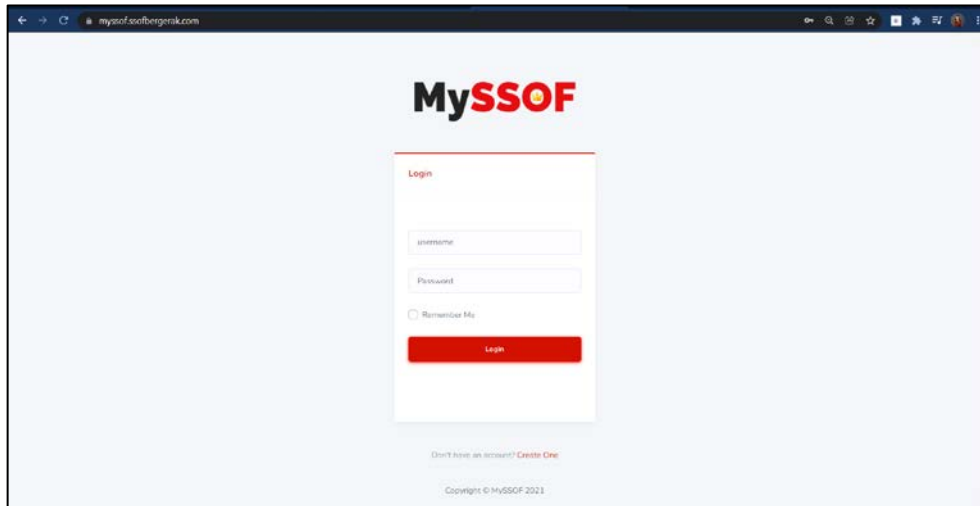 myssof.ssofbergerak.com
MySSOF
Login
username
Password
Remember Me
Login
Don't have an account? Create One
Copyright © MySSOF 2021